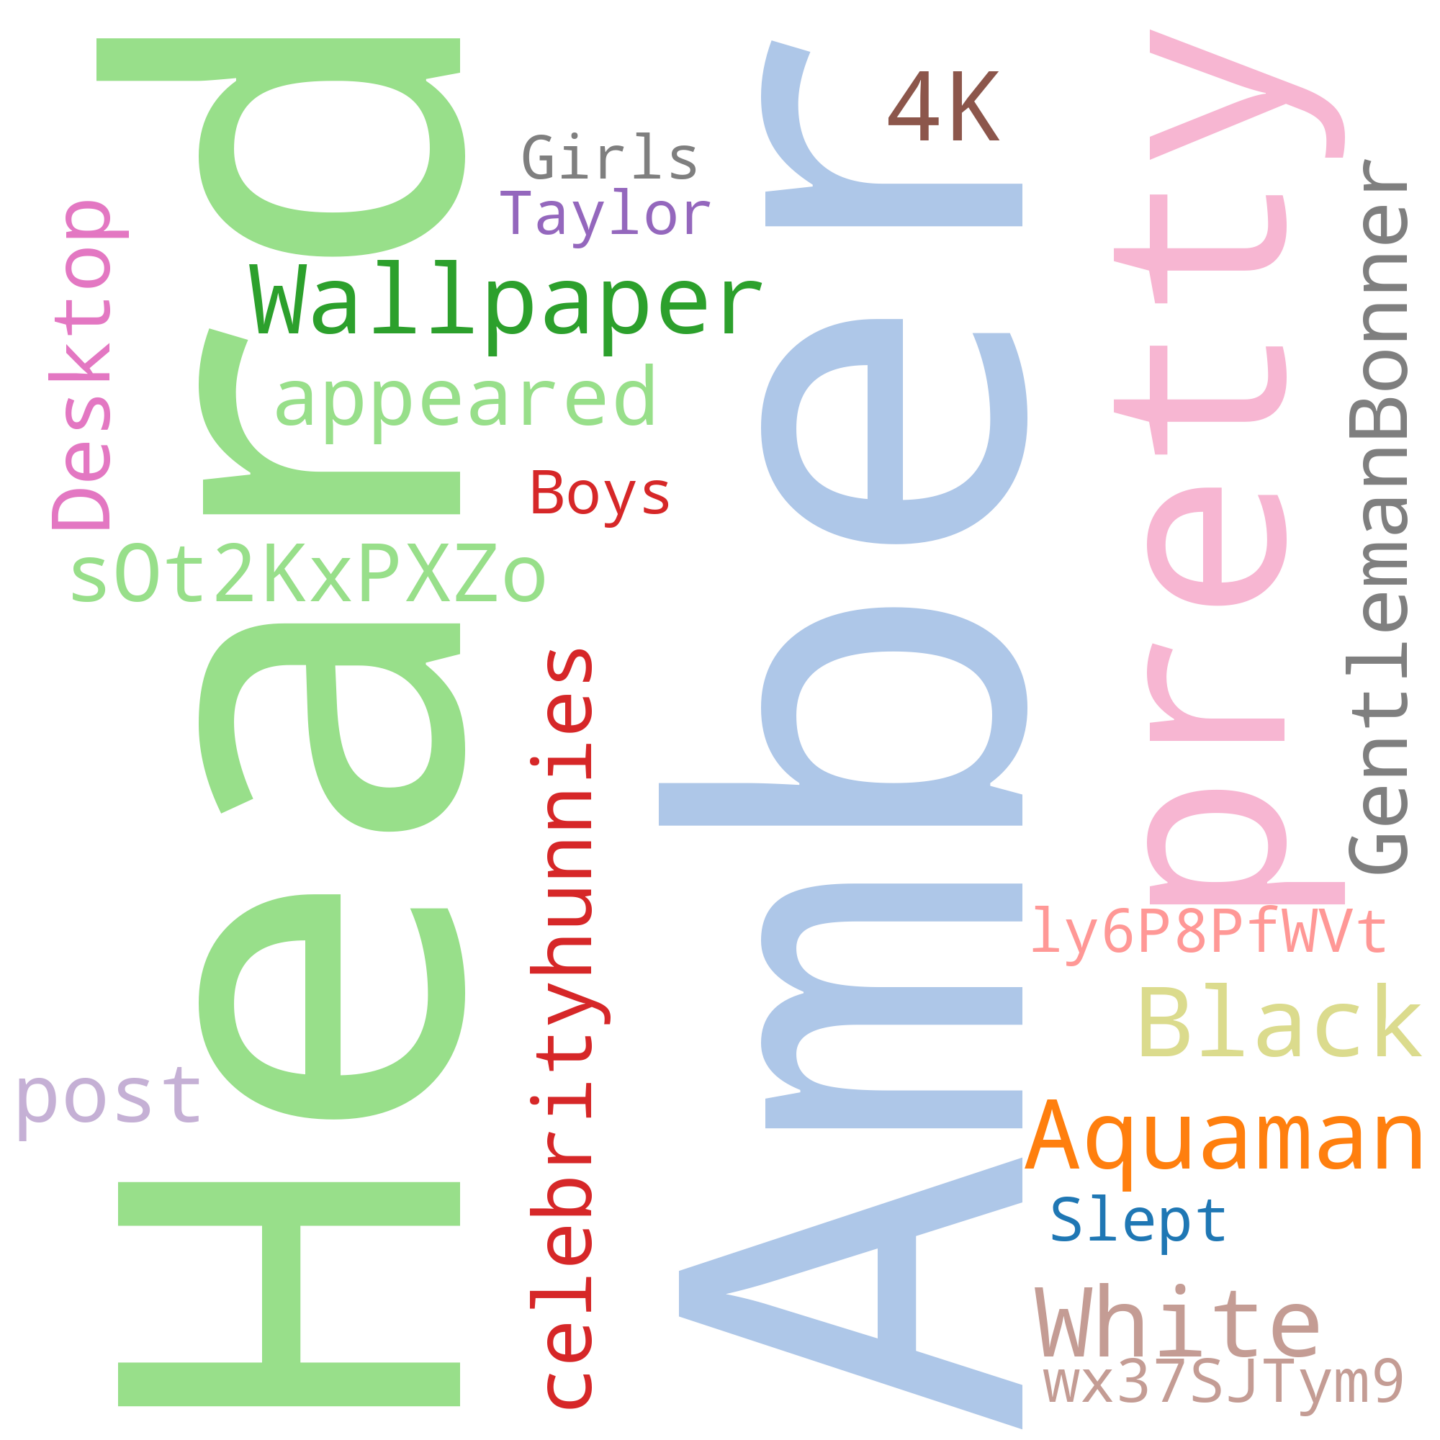 Heard
Amber
pretty
4K
Girls
Taylor
Desktop
Wallpaper
GentlemanBonner
appeared
Boys
sOt2KxPXZo
celebrityhunnies
ly6P8PfWVt
Black
post
Aquaman
Slept
White
wx37SJTym9